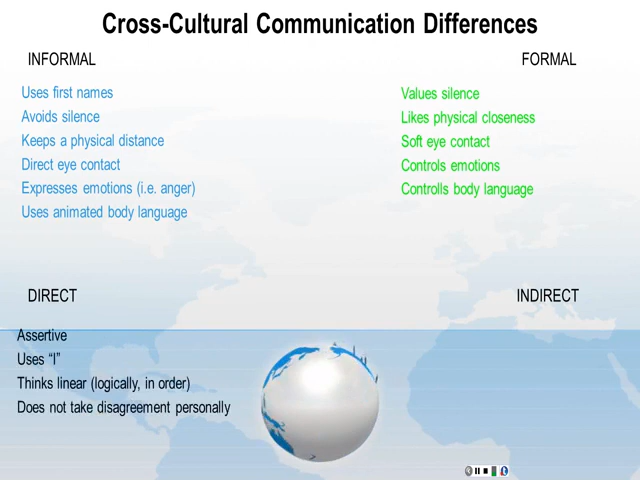 Cross-Cultural Communication Differences
INFORMAL
Uses first names
Avoids silence
Keeps a physical distance
Direct eye contact
Expresses emotions (i.e. anger)
Uses animated body language
FORMAL
Values silence
Likes physical closeness
Soft eye contact
Controls emotions
Controlls body language
DIRECT
Assertive
Uses “I”
Thinks linear (logically, in order)
Does not take disagreement personally
INDIRECT